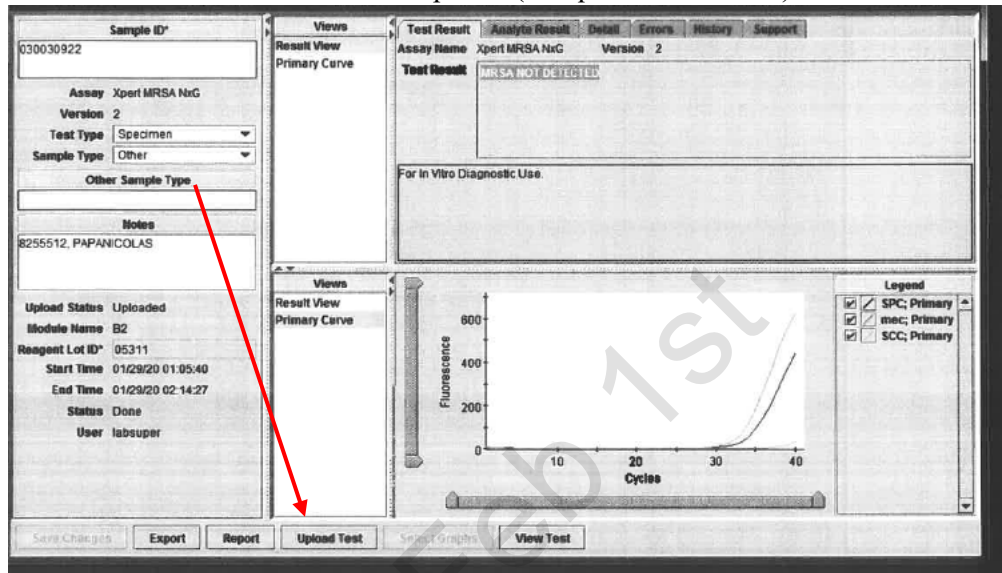 Sample ID*
030030922
Assay Xpert MRSA NxG
Version 2
Test Type Specimen
Sample Type Other
Other Sample Type
Notes
8255512, PAPANICOLAS
Upload Status Uploaded
Module Name B2
Reagent Lot ID* 05311
Start Time 01/29/20 01:05:40
End Time 01/29/20 02:14:27
Status Done
User labsuper
Views
Result View
Primary Curve
Test Result Analyte Result Detail Errors History Support
Assay Name Xpert MRSA NxG Version 2
Test Result MRSA NOT DETECTED
For In Vitro Diagnostic Use.
Views
Result View
Primary Curve
Fluorescence
600
400
200
0
10 20 30 40
Cycles
Legend
SPC; Primary
mec; Primary
SCC; Primary
Save Changes Export Report Upload Test Select Graphs View Test
Feb 1st